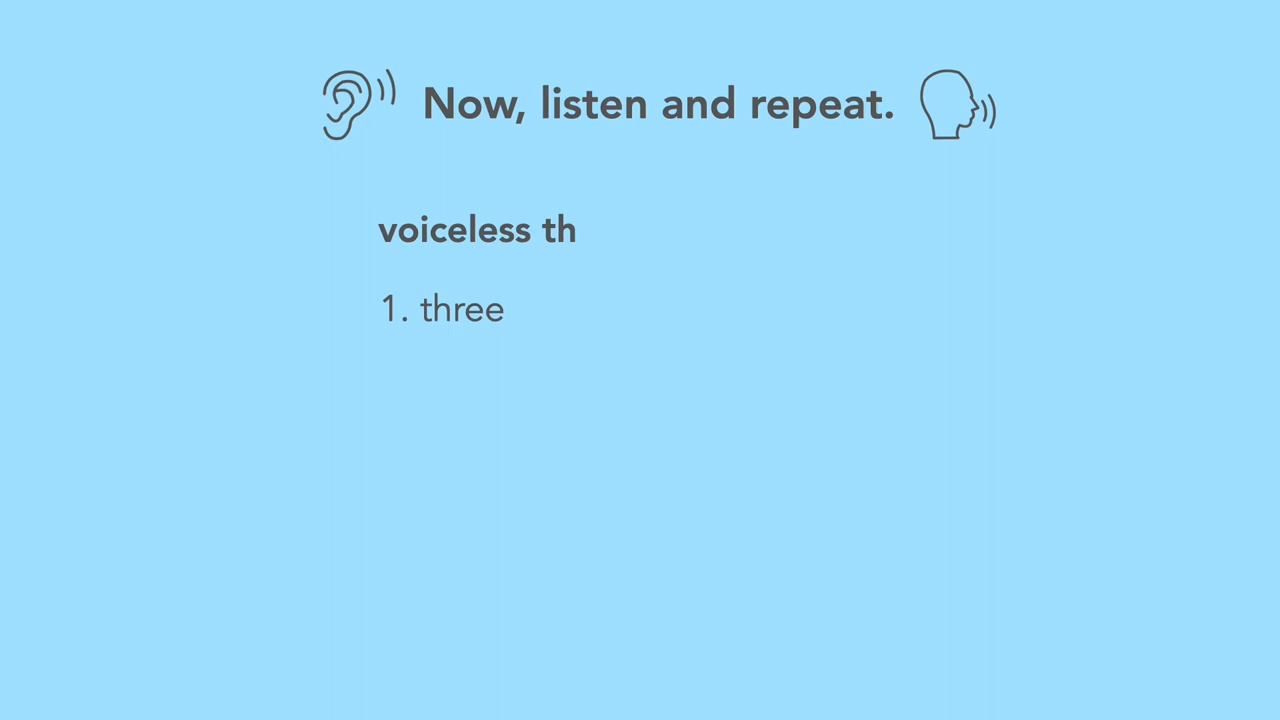 Now, listen and repeat.
voiceless th
1. three